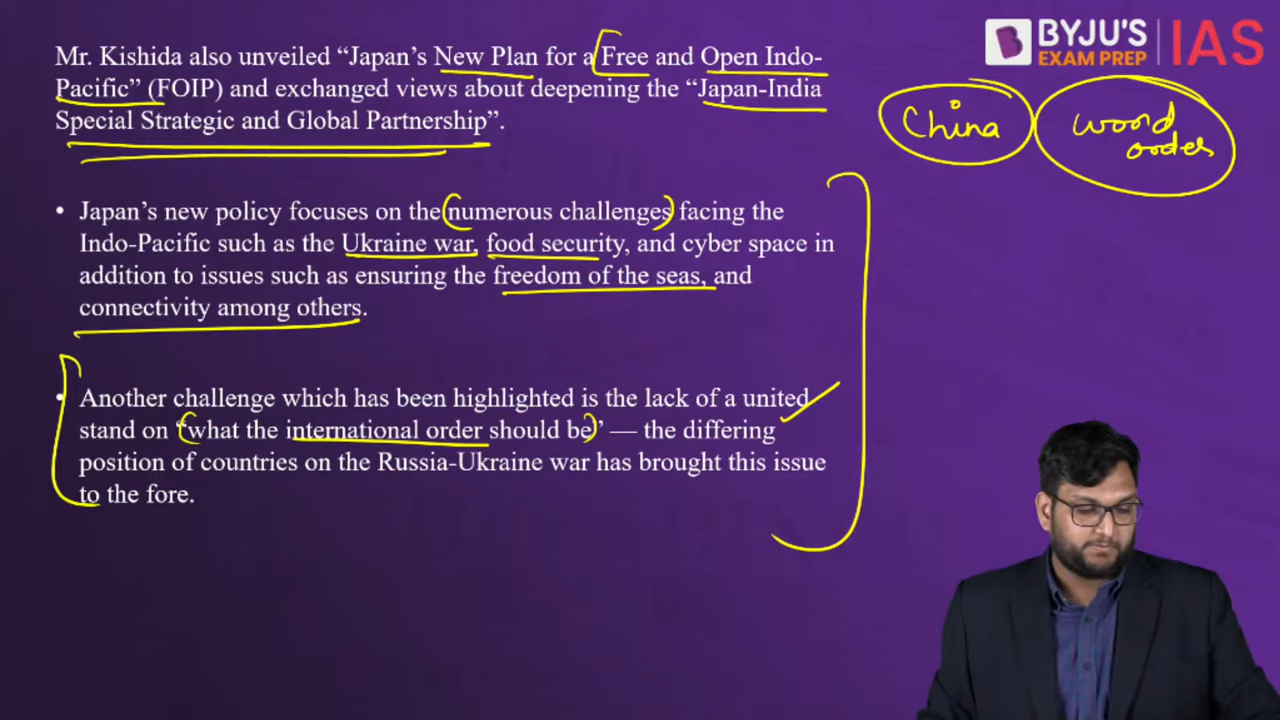 BYJU'S
EXAM PREP
IAS
Mr. Kishida also unveiled “Japan’s New Plan for a Free and Open Indo-
Pacific” (FOIP) and exchanged views about deepening the “Japan-India
Special Strategic and Global Partnership”.
China
world
order
• Japan’s new policy focuses on the numerous challenges facing the
Indo-Pacific such as the Ukraine war, food security, and cyber space in
addition to issues such as ensuring the freedom of the seas, and
connectivity among others.
• Another challenge which has been highlighted is the lack of a united
stand on “what the international order should be” — the differing
position of countries on the Russia-Ukraine war has brought this issue
to the fore.